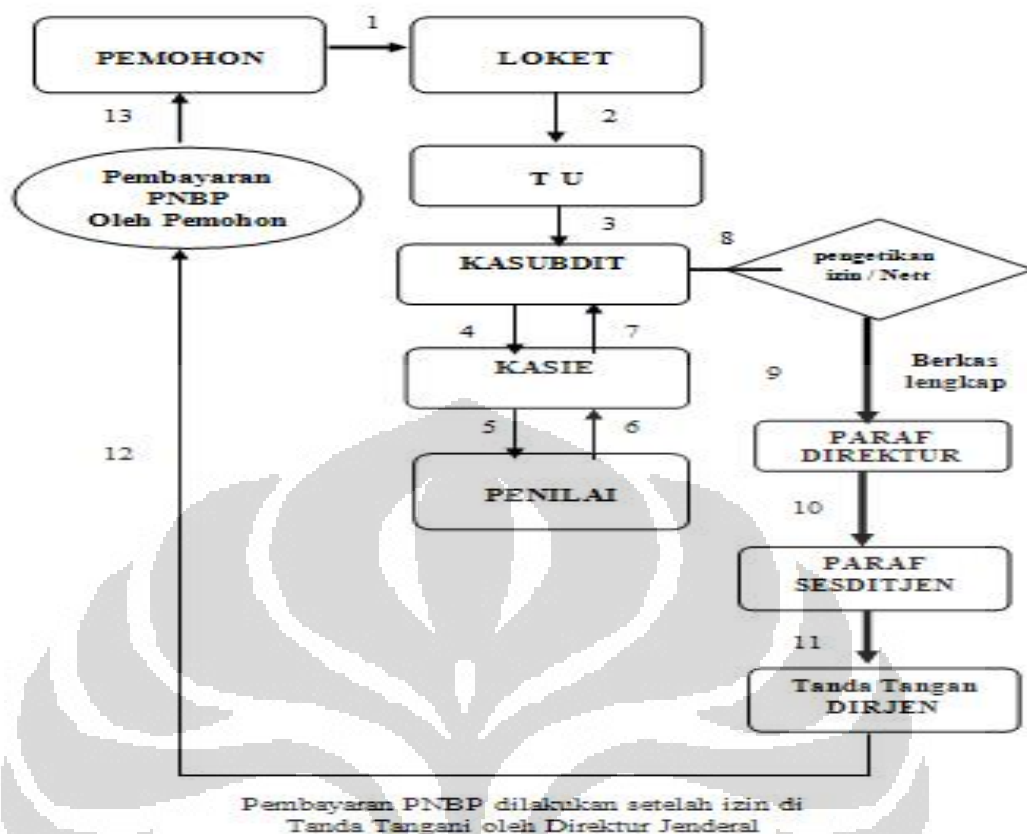 1
PEMOHON
LOKET
13
2
Pembayaran
PNBP
Oleh Pemohon
T U
3
8
KASUBDIT
pengetikan
izin / Nett
4
7
KASIE
9
Berkas
lengkap
5
6
12
PARAF
DIREKTUR
PENILAI
10
PARAF
SESDITJEN
11
Tanda Tangan
DIRJEN
Pembayaran PNBP dilakukan setelah izin di
Tanda Tangani oleh Direktur Jenderal